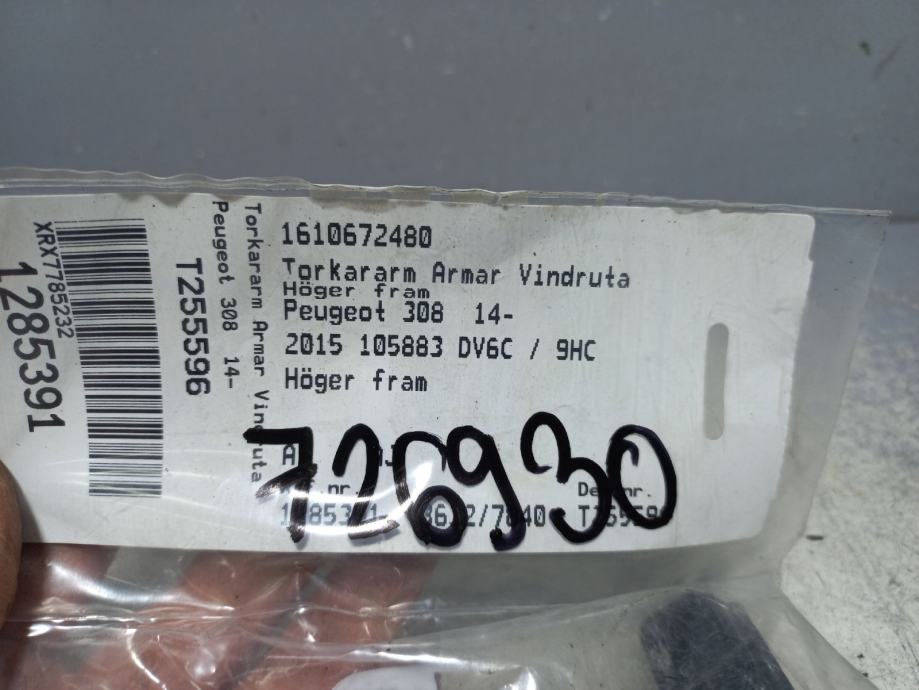 1610672480
Torkararm Armar Vindruta
Höger fram
Peugeot 308 14-
2015 105883 DV6C / 9HC
Höger fram
726930
Torkararm Armar Vindruta
Peugeot 308 14-
T255596
XRX7785232
1285391